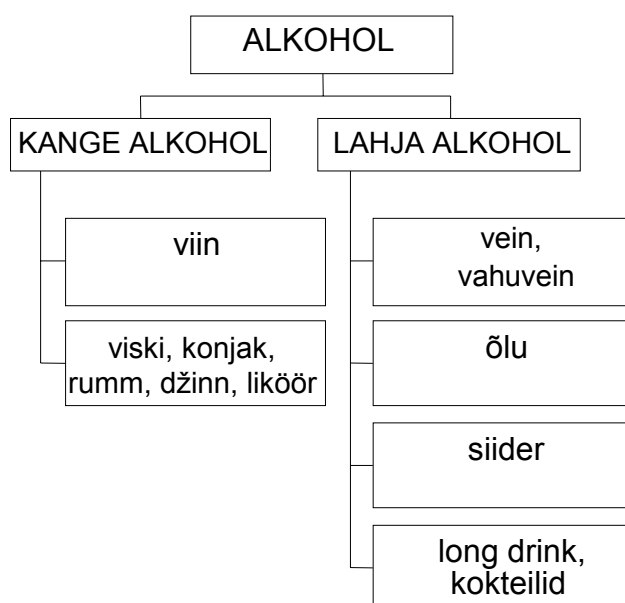 ALKOHOL
KANGE ALKOHOL
viin
viski, konjak,
rumm, džinn, liköör
LAHJA ALKOHOL
vein,
vahuvein
õlu
siider
long drink,
kokteilid